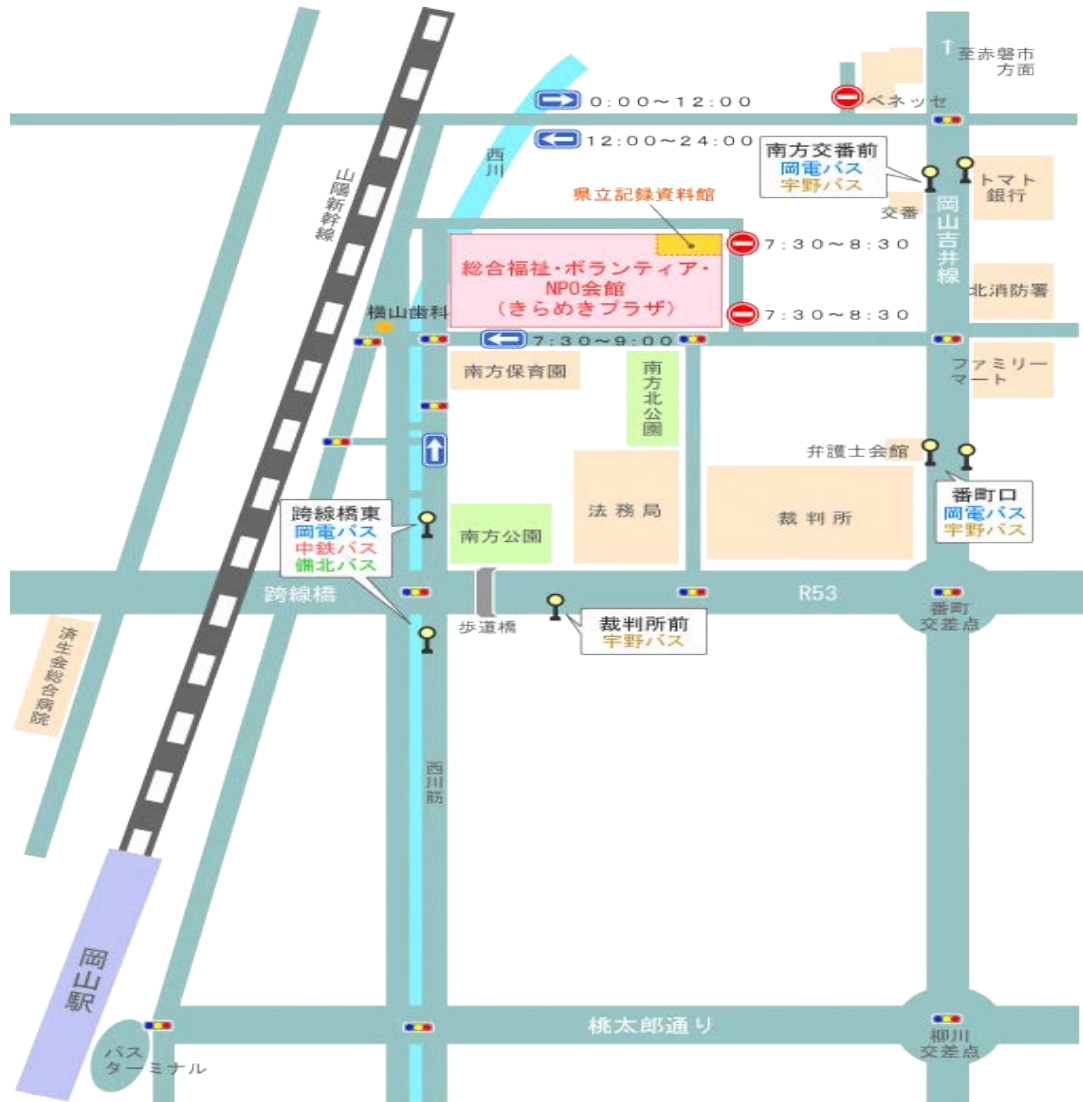 ↑
至赤磐市
方面
0:00～12:00
ベネッセ
12:00～24:00
西川
山陽新幹線
南方交番前
岡電バス
宇野バス
トマト
銀行
交番
岡山吉井線
県立記録資料館
7:30～8:30
総合福祉・ボランティア・
NPO会館
(きらめきプラザ)
北消防署
7:30～8:30
横山歯科
7:30～9:00
南方保育園
南方北公園
ファミリー
マート
弁護士会館
番町口
岡電バス
宇野バス
跨線橋東
岡電バス
中鉄バス
備北バス
南方公園
法務局
裁判所
跨線橋
R53
番町
交差点
歩道橋
裁判所前
宇野バス
済生会総合病院
西川筋
岡山駅
桃太郎通り
柳川
交差点
バス
ターミナル